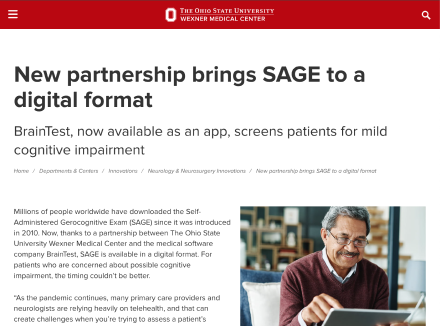 THE OHIO STATE UNIVERSITY
WEXNER MEDICAL CENTER
New partnership brings SAGE to a
digital format
BrainTest, now available as an app, screens patients for mild
cognitive impairment
Home / Departments & Centers / Innovations / Neurology & Neurosurgery Innovations / New partnership brings SAGE to a digital format
Millions of people worldwide have downloaded the Self-
Administered Gerocognitive Exam (SAGE) since it was introduced
in 2010. Now, thanks to a partnership between The Ohio State
University Wexner Medical Center and the medical software
company BrainTest, SAGE is available in a digital format. For
patients who are concerned about possible cognitive
impairment, the timing couldn't be better.
“As the pandemic continues, many primary care providers and
neurologists are relying heavily on telehealth, and that can
create challenges when you're trying to assess a patient's